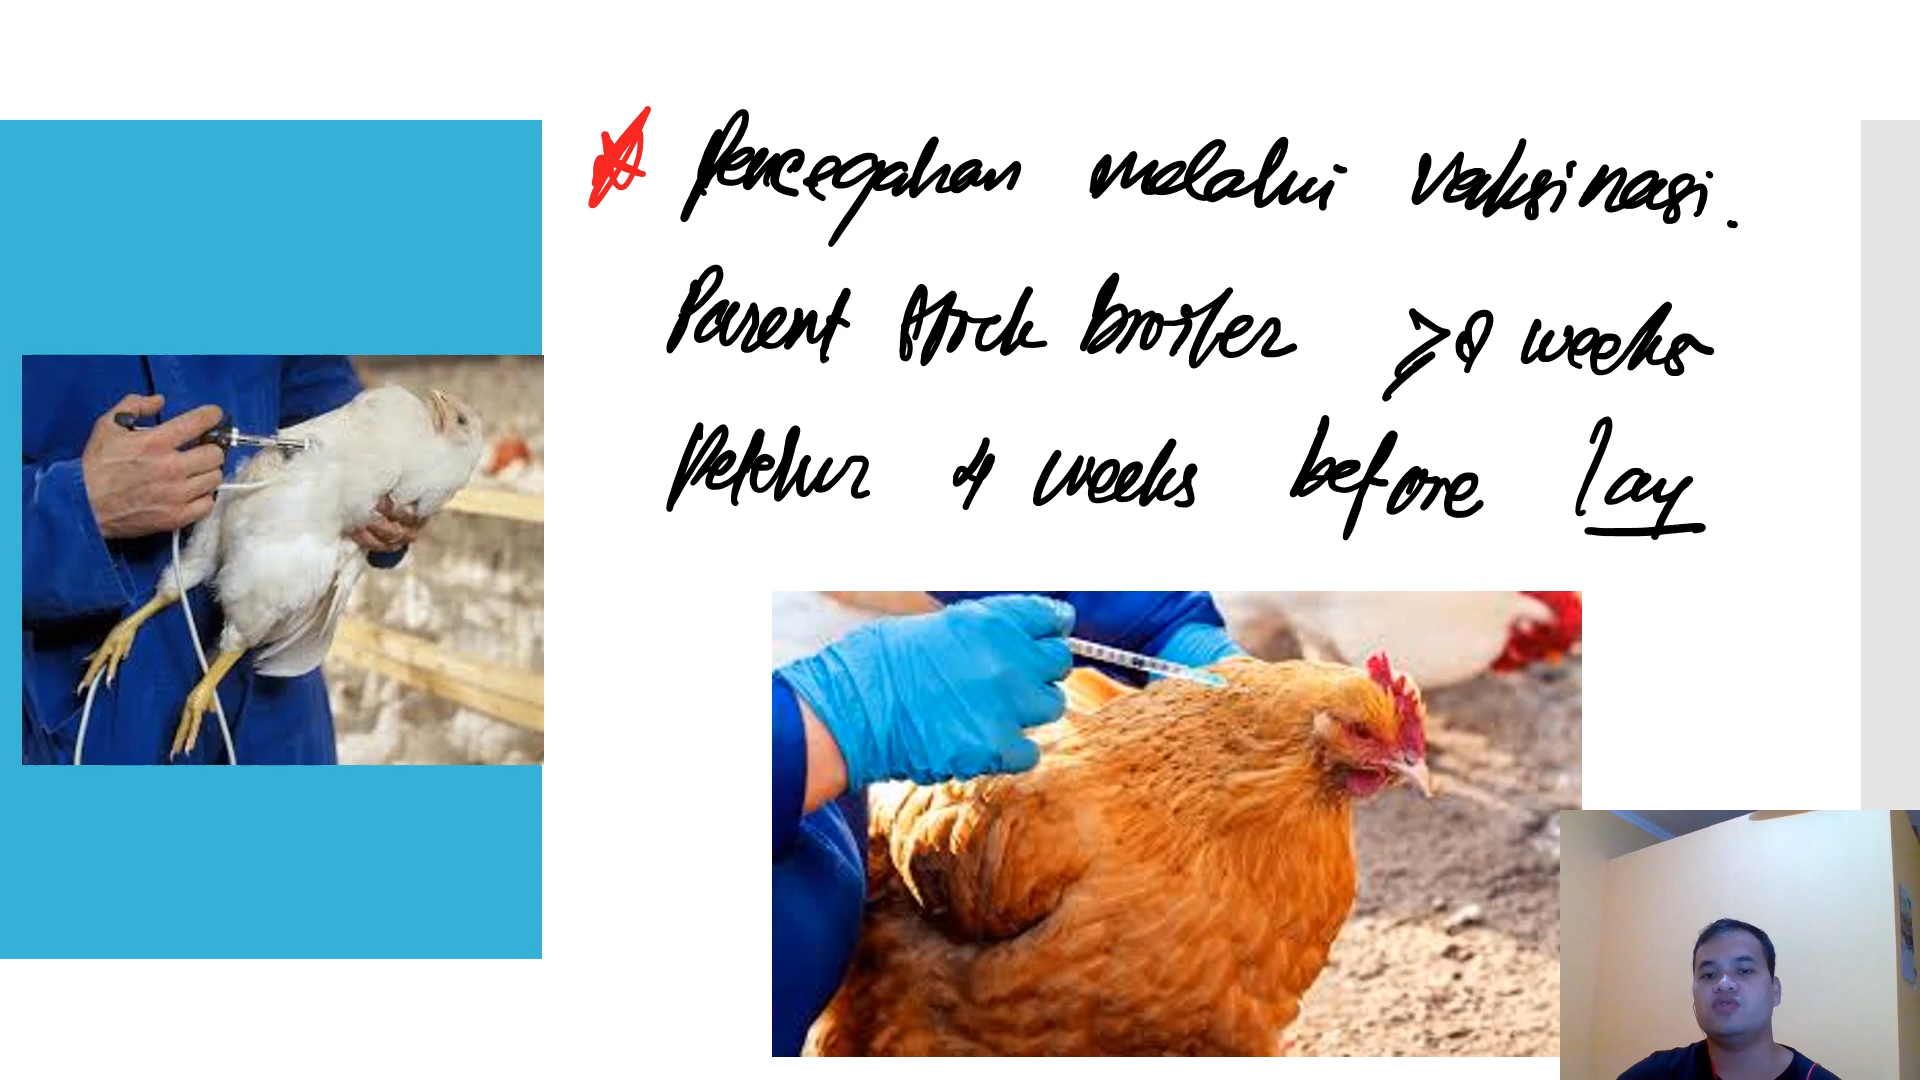 Pencegahan melalui vaksinasi.
Parent stock broiler >8 weeks
Petelur 4 weeks before lay